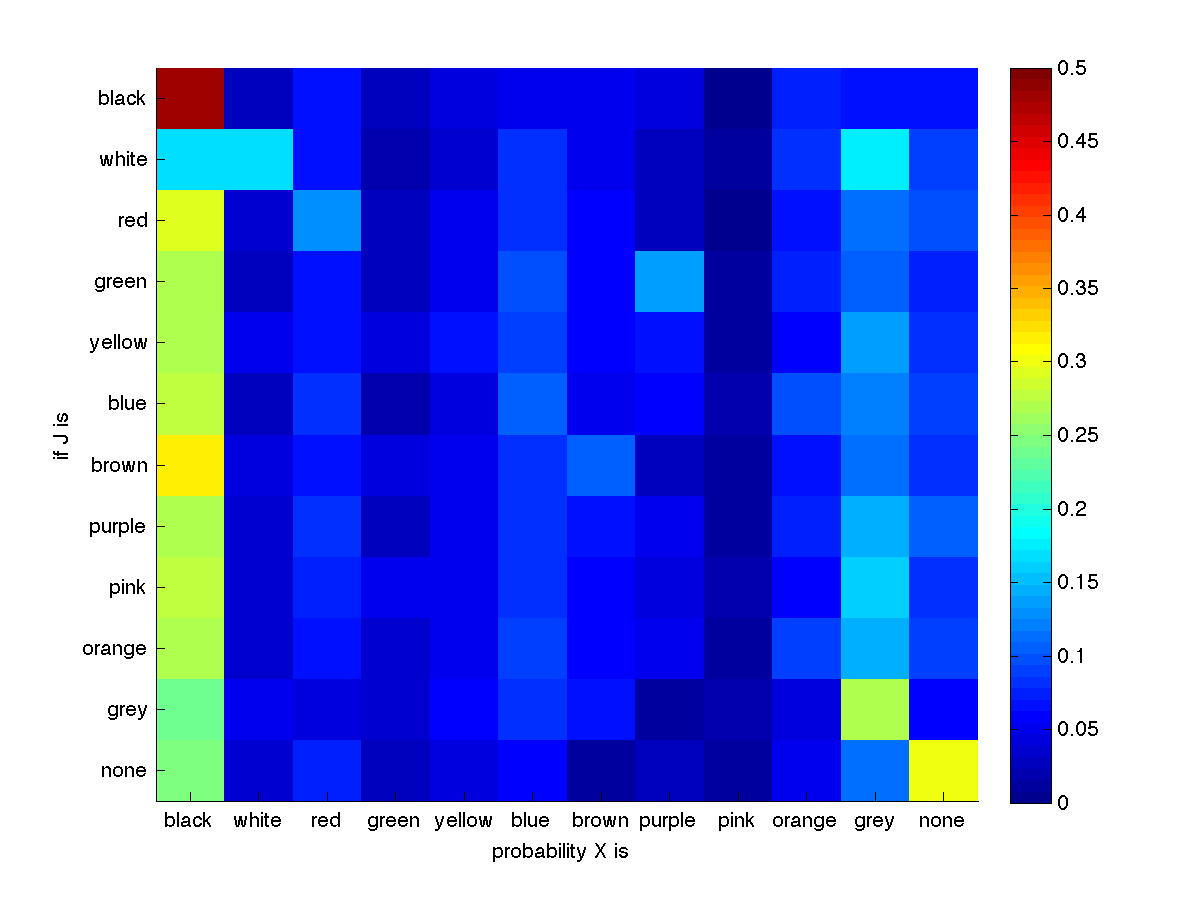 black
white
red
green
yellow
blue
brown
purple
pink
orange
grey
none
if J is
black white red green yellow blue brown purple pink orange grey none
probability X is
0.5
0.45
0.4
0.35
0.3
0.25
0.2
0.15
0.1
0.05
0